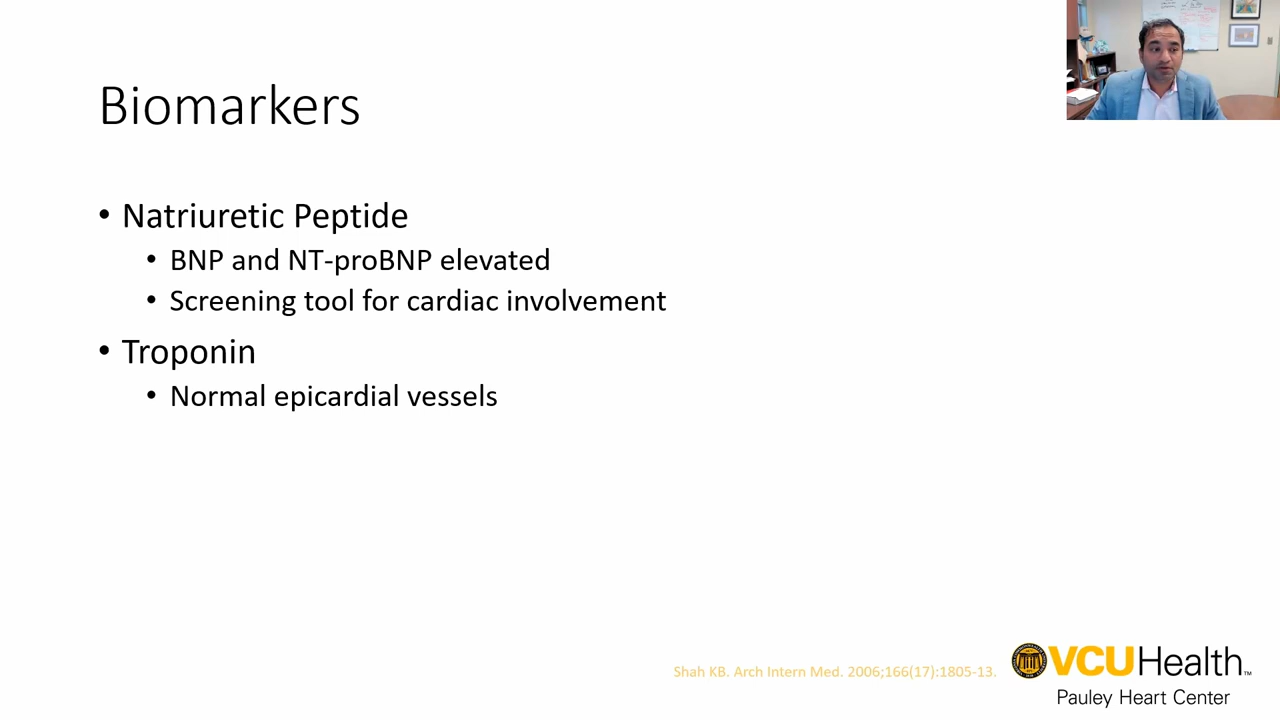 Biomarkers
• Natriuretic Peptide
• BNP and NT-proBNP elevated
• Screening tool for cardiac involvement
• Troponin
• Normal epicardial vessels
Shah KB. Arch Intern Med. 2006;166(17):1805-13.
VCUHealth™
Pauley Heart Center